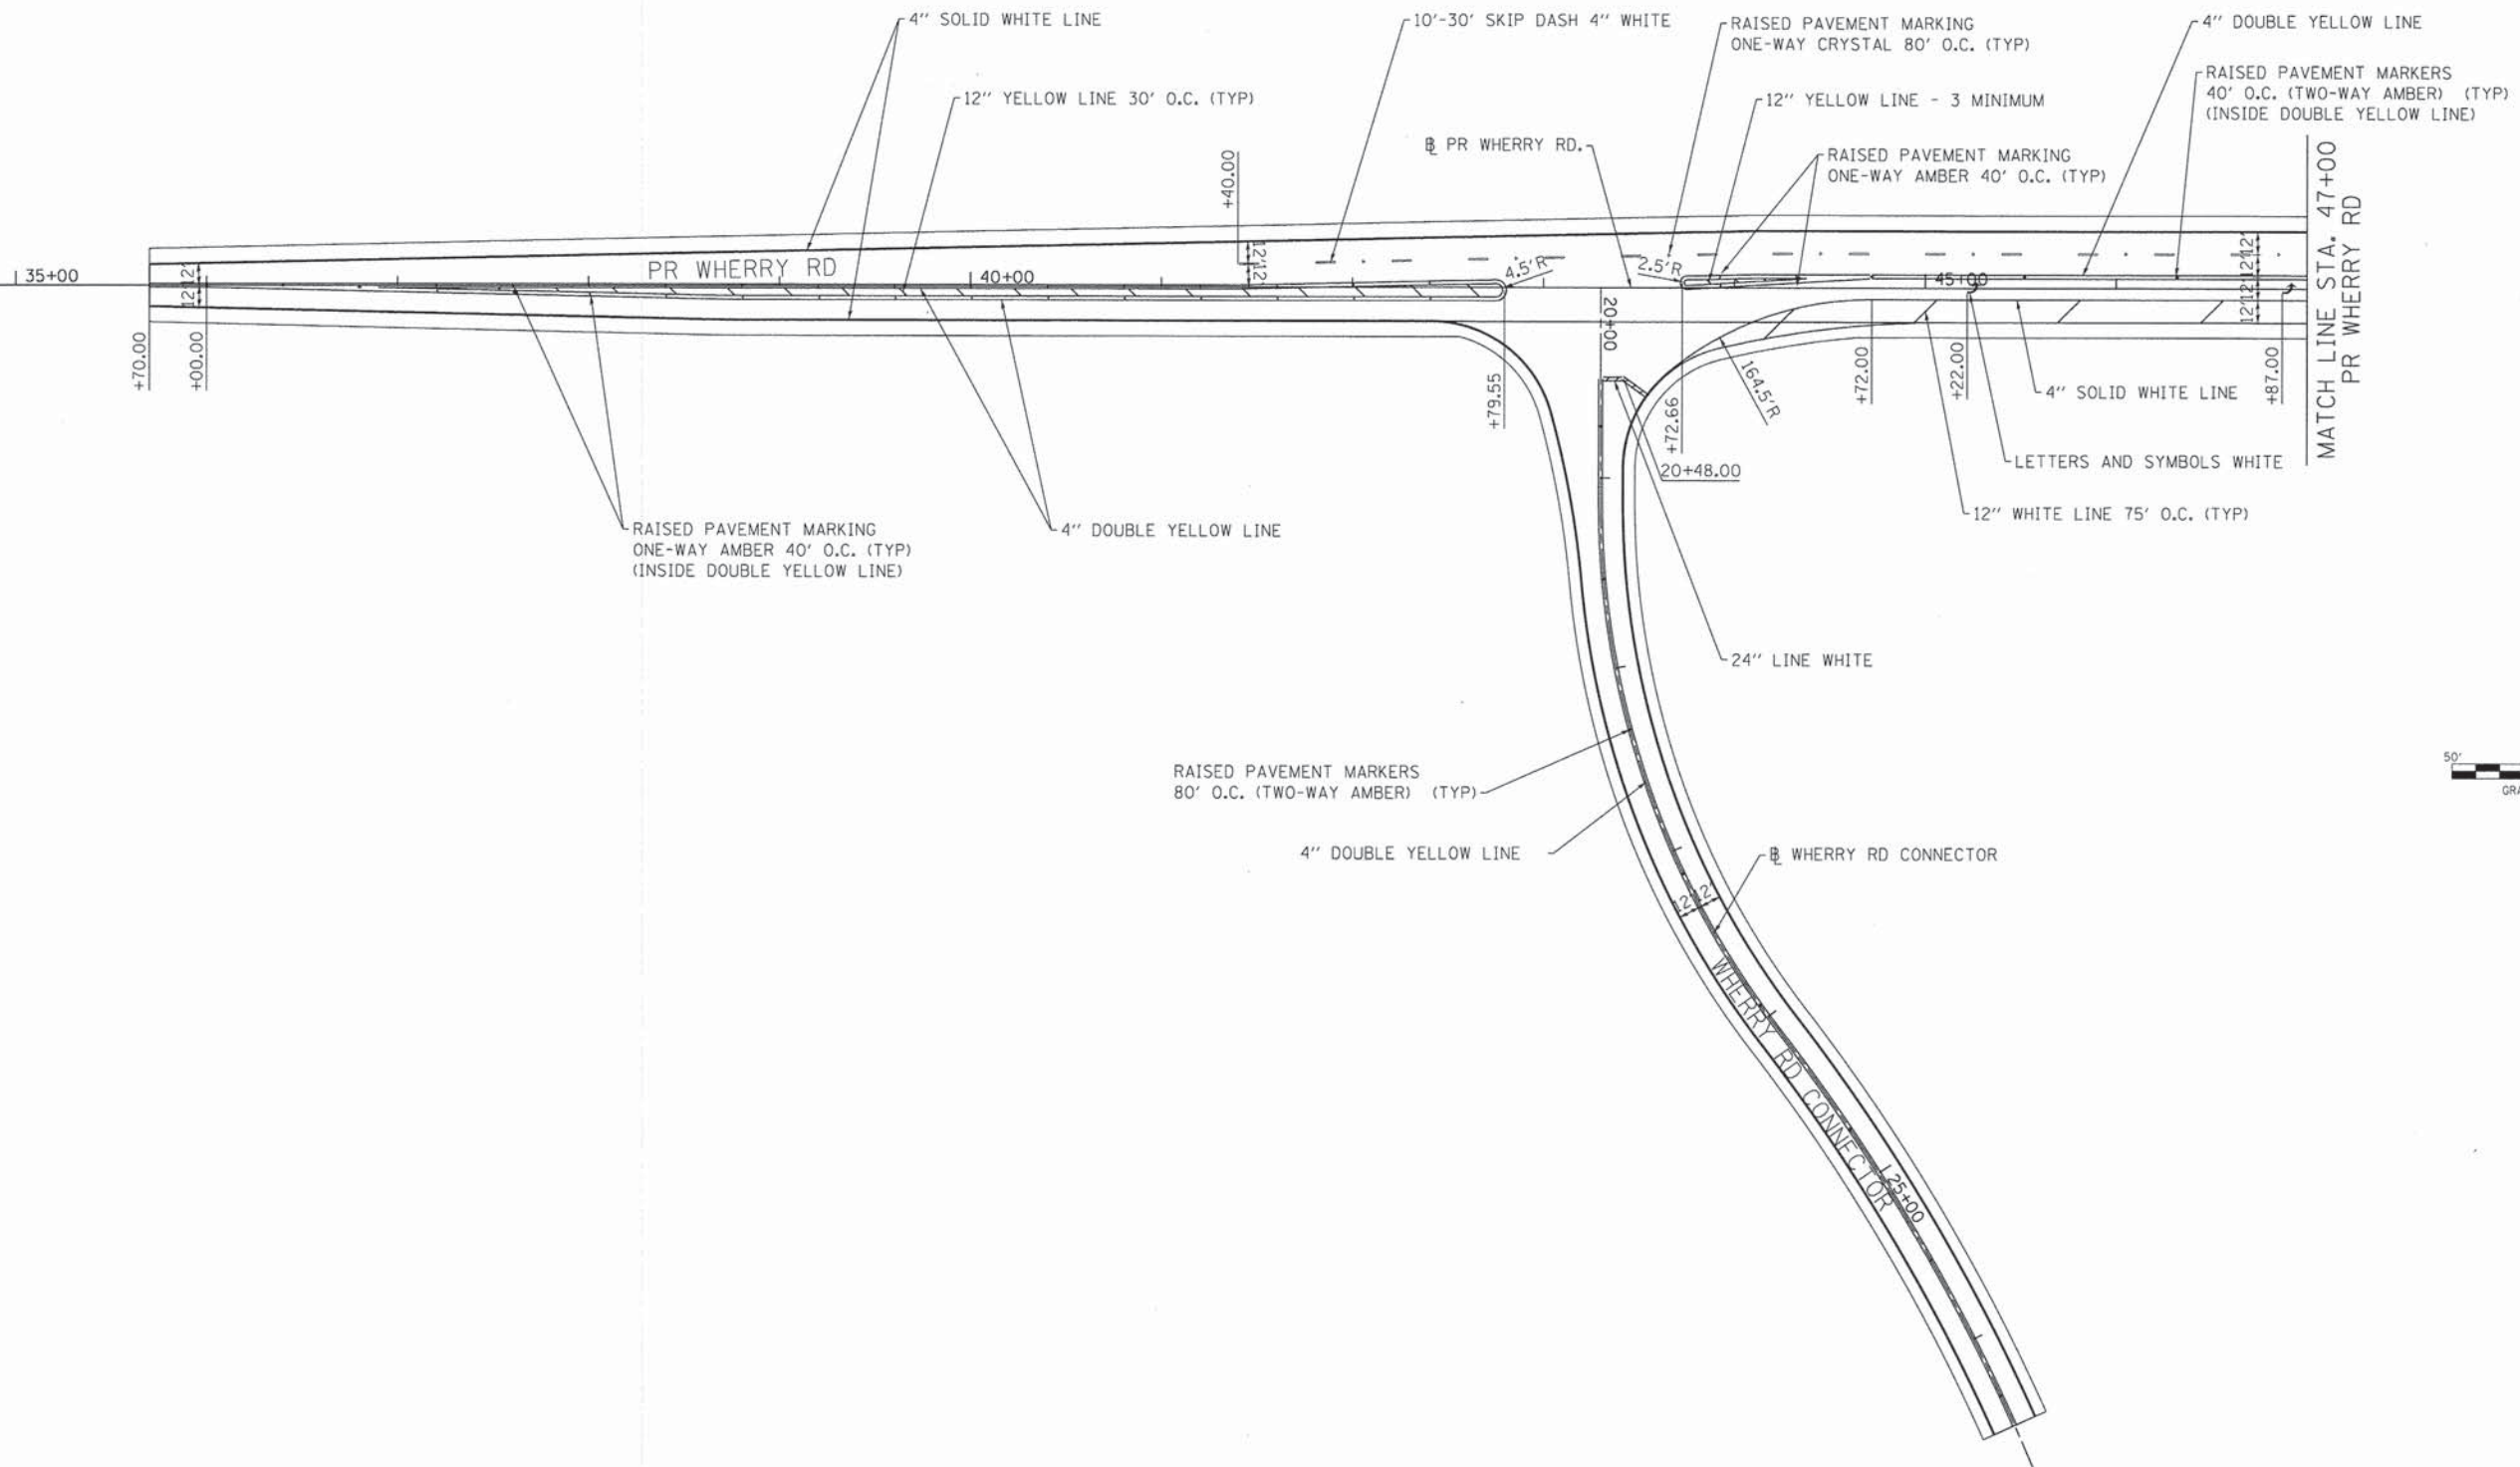 4" SOLID WHITE LINE
10'-30' SKIP DASH 4" WHITE
RAISED PAVEMENT MARKING
ONE-WAY CRYSTAL 80' O.C. (TYP)
4" DOUBLE YELLOW LINE
RAISED PAVEMENT MARKERS
40' O.C. (TWO-WAY AMBER) (TYP)
(INSIDE DOUBLE YELLOW LINE)
12" YELLOW LINE 30' O.C. (TYP)
12" YELLOW LINE - 3 MINIMUM
℄ PR WHERRY RD.
RAISED PAVEMENT MARKING
ONE-WAY AMBER 40' O.C. (TYP)
+40.00
MATCH LINE STA. 47+00
PR WHERRY RD
35+00
12'
12'
PR WHERRY RD
40+00
12'
12'
4.5'R
2.5'R
45+00
12'
12'
12'
12'
20+00
+70.00
+00.00
+79.55
+72.66
164.5'R
+72.00
+22.00
+87.00
4" SOLID WHITE LINE
20+48.00
LETTERS AND SYMBOLS WHITE
12" WHITE LINE 75' O.C. (TYP)
RAISED PAVEMENT MARKING
ONE-WAY AMBER 40' O.C. (TYP)
(INSIDE DOUBLE YELLOW LINE)
4" DOUBLE YELLOW LINE
24" LINE WHITE
RAISED PAVEMENT MARKERS
80' O.C. (TWO-WAY AMBER) (TYP)
4" DOUBLE YELLOW LINE
℄ WHERRY RD CONNECTOR
50'
WHERRY RD CONNECTOR
25+00